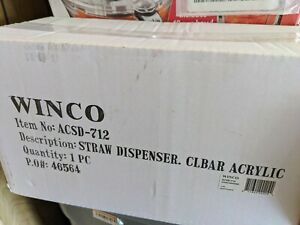 WINCO
Item No: ACSD-712
Description: STRAW DISPENSER. CLBAR ACRYLIC
Quantity: 1 PC
P.O#: 46564
WINCO